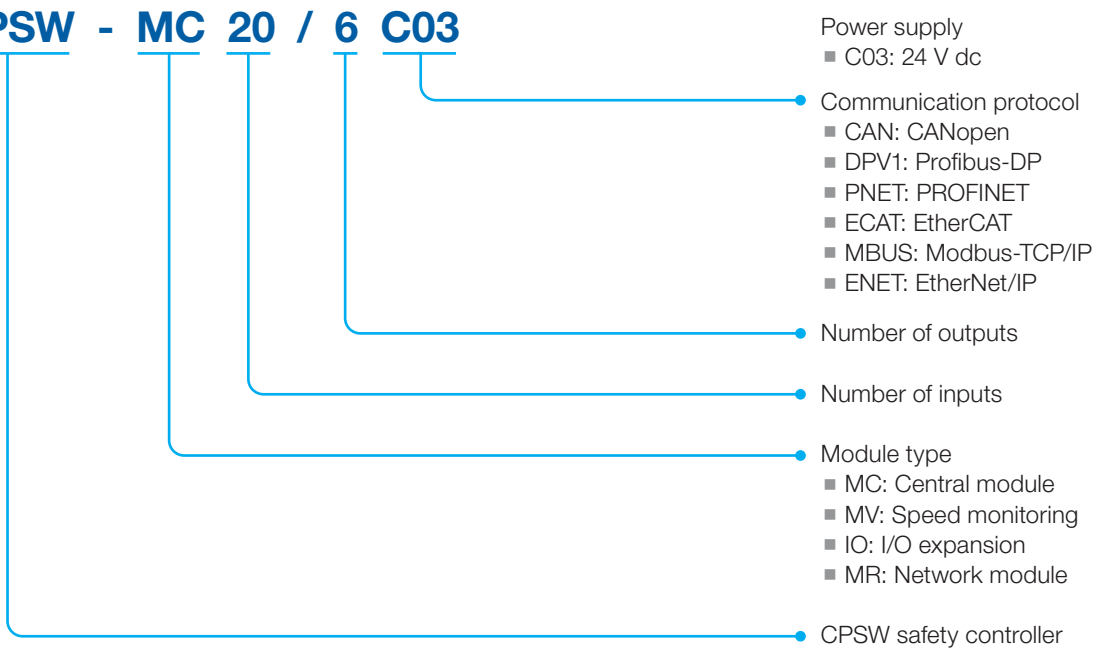 PSW - MC 20 / 6 C03
Power supply
■ C03: 24 V dc
Communication protocol
■ CAN: CANopen
■ DPV1: Profibus-DP
■ PNET: PROFINET
■ ECAT: EtherCAT
■ MBUS: Modbus-TCP/IP
■ ENET: EtherNet/IP
Number of outputs
Number of inputs
Module type
■ MC: Central module
■ MV: Speed monitoring
■ IO: I/O expansion
■ MR: Network module
CPSW safety controller